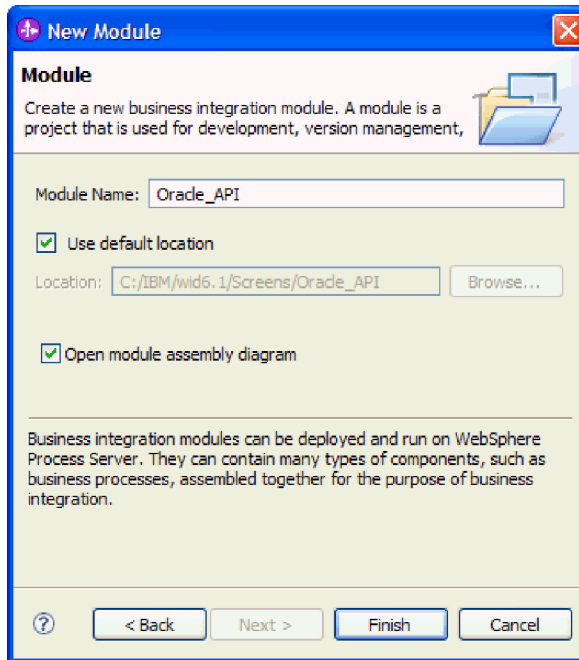 New Module
Module
Create a new business integration module. A module is a
project that is used for development, version management,
Module Name: Oracle_API
Use default location
Location: C:/IBM/wid6.1/Screens/Oracle_API Browse...
Open module assembly diagram
Business integration modules can be deployed and run on WebSphere
Process Server. They can contain many types of components, such as
business processes, assembled together for the purpose of business
integration.
? < Back Next > Finish Cancel